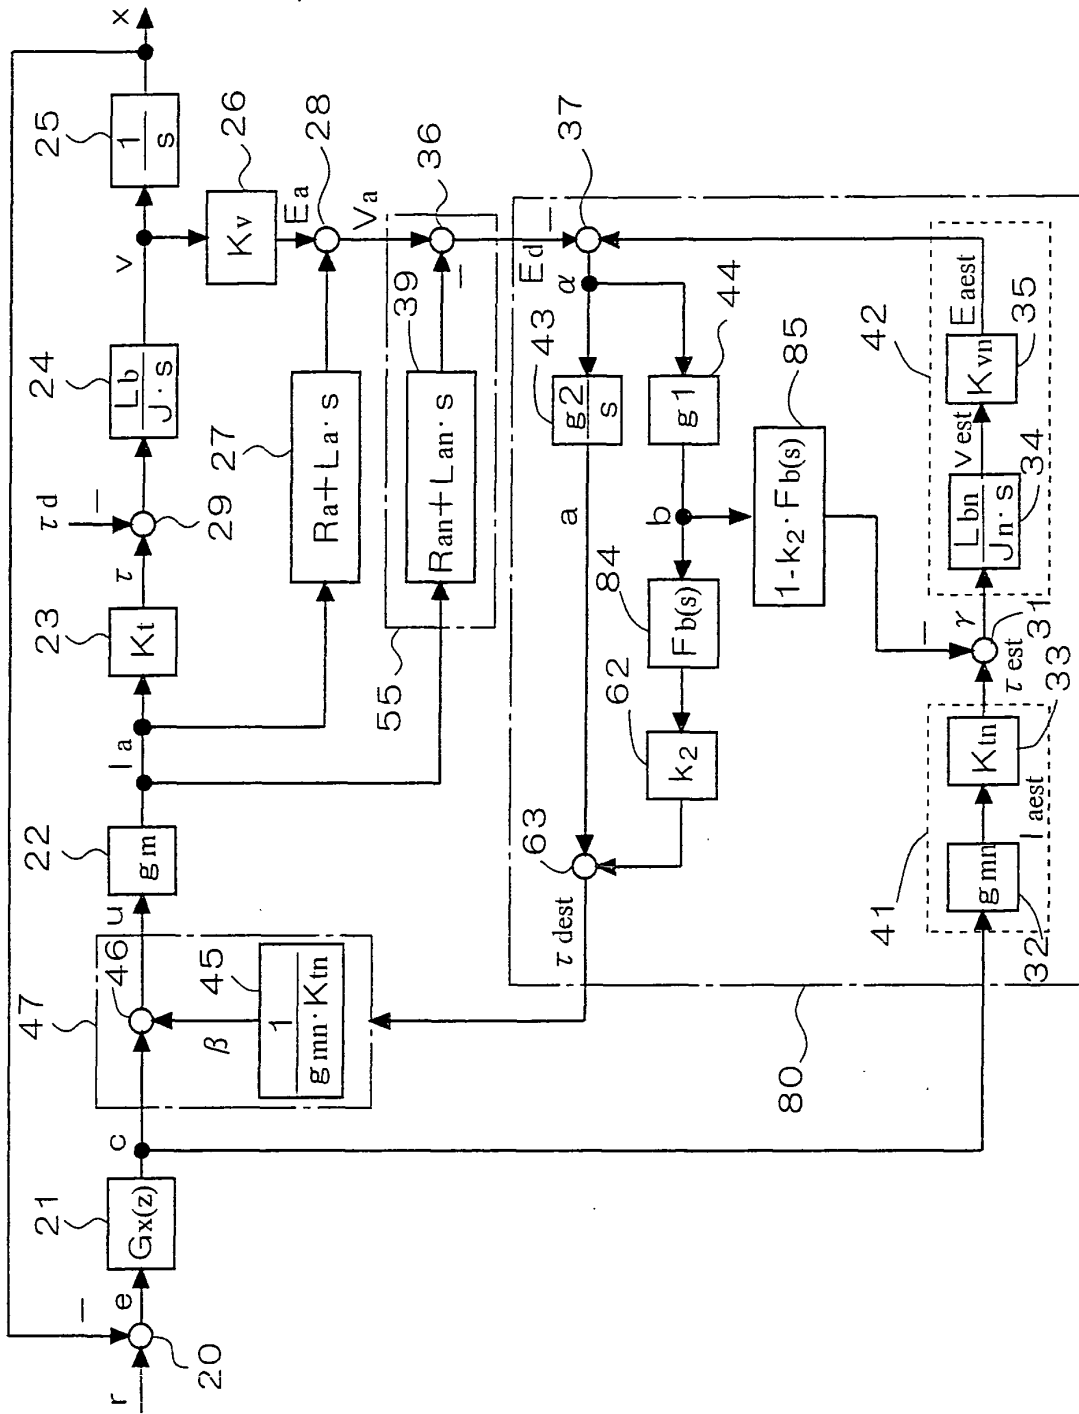 r
20
e
Gx(z)
21
c
47
46
β
1
gmn·Ktn
45
u
gm
22
Ia
Kt
23
τ
29
τd
Lb
J·s
24
v
1
s
25
x
Kv
26
Ea
28
Va
Ra+La·s
27
Ran+Lan·s
39
36
55
Ed
37
α
g2
s
43
g1
44
a
b
Fb(s)
84
1-k2·Fb(s)
85
k2
62
63
τdest
80
gmn
32
Iaest
Ktn
33
41
τest
31
γ
Lbn
Jn·s
34
Vest
Kvn
35
Eaest
42